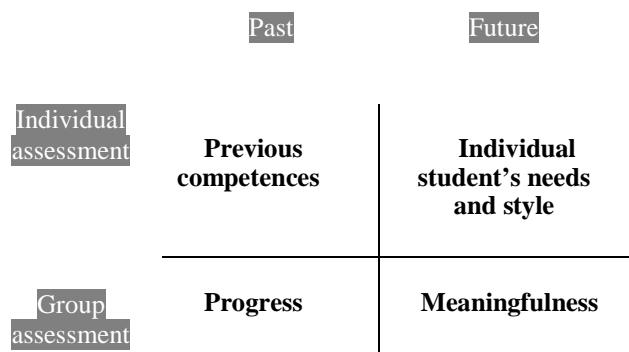 Past Future
Individual
assessment
Previous
competences
Individual
student’s needs
and style
Group
assessment
Progress
Meaningfulness